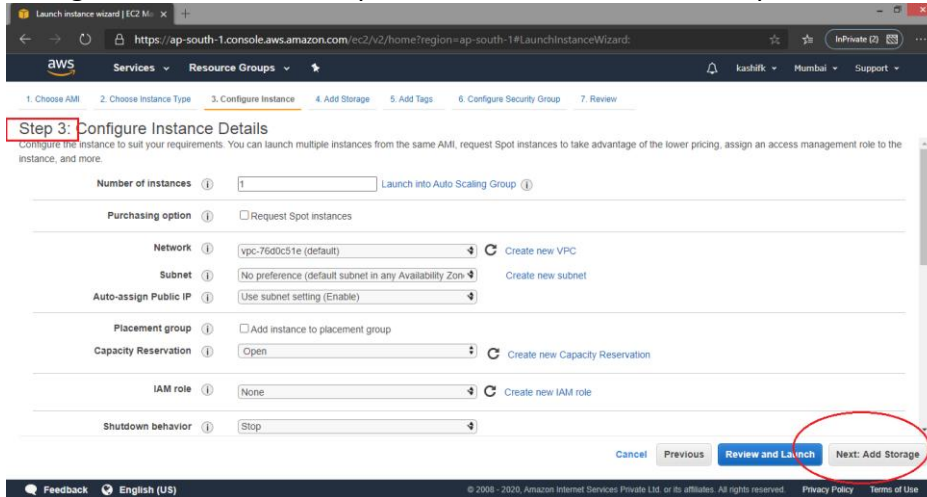 Launch instance wizard | EC2 Ma
https://ap-south-1.console.aws.amazon.com/ec2/v2/home?region=ap-south-1#LaunchInstanceWizard:
InPrivate (2)
aws Services Resource Groups kashifk Mumbai Support
1. Choose AMI 2. Choose Instance Type 3. Configure Instance 4. Add Storage 5. Add Tags 6. Configure Security Group 7. Review
Step 3: Configure Instance Details
Configure the instance to suit your requirements. You can launch multiple instances from the same AMI, request Spot instances to take advantage of the lower pricing, assign an access management role to the
instance, and more.
Number of instances 1 Launch into Auto Scaling Group
Purchasing option Request Spot instances
Network vpc-76d0c51e (default) Create new VPC
Subnet No preference (default subnet in any Availability Zon Create new subnet
Auto-assign Public IP Use subnet setting (Enable)
Placement group Add instance to placement group
Capacity Reservation Open Create new Capacity Reservation
IAM role None Create new IAM role
Shutdown behavior Stop
Cancel Previous Review and Launch Next: Add Storage
Feedback English (US) © 2008 - 2020, Amazon Internet Services Private Ltd. or its affiliates. All rights reserved. Privacy Policy Terms of Use